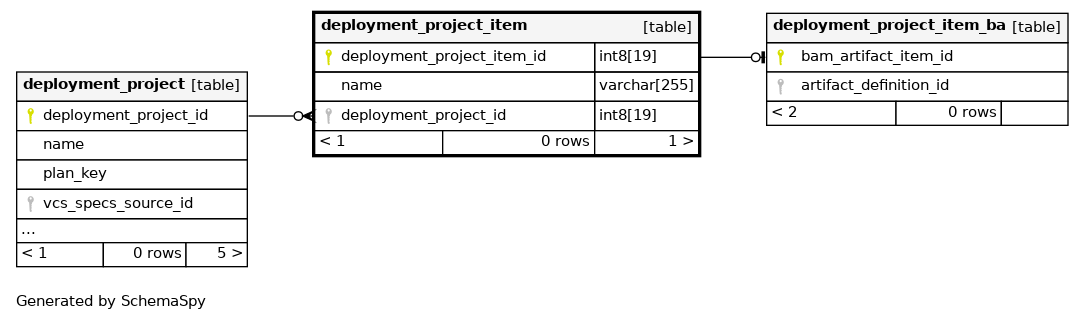 deployment_project [table]
deployment_project_id
name
plan_key
vcs_specs_source_id
...
< 1 0 rows 5 >
deployment_project_item [table]
deployment_project_item_id int8[19]
name varchar[255]
deployment_project_id int8[19]
< 1 0 rows 1 >
deployment_project_item_ba [table]
bam_artifact_item_id
artifact_definition_id
< 2 0 rows
Generated by SchemaSpy